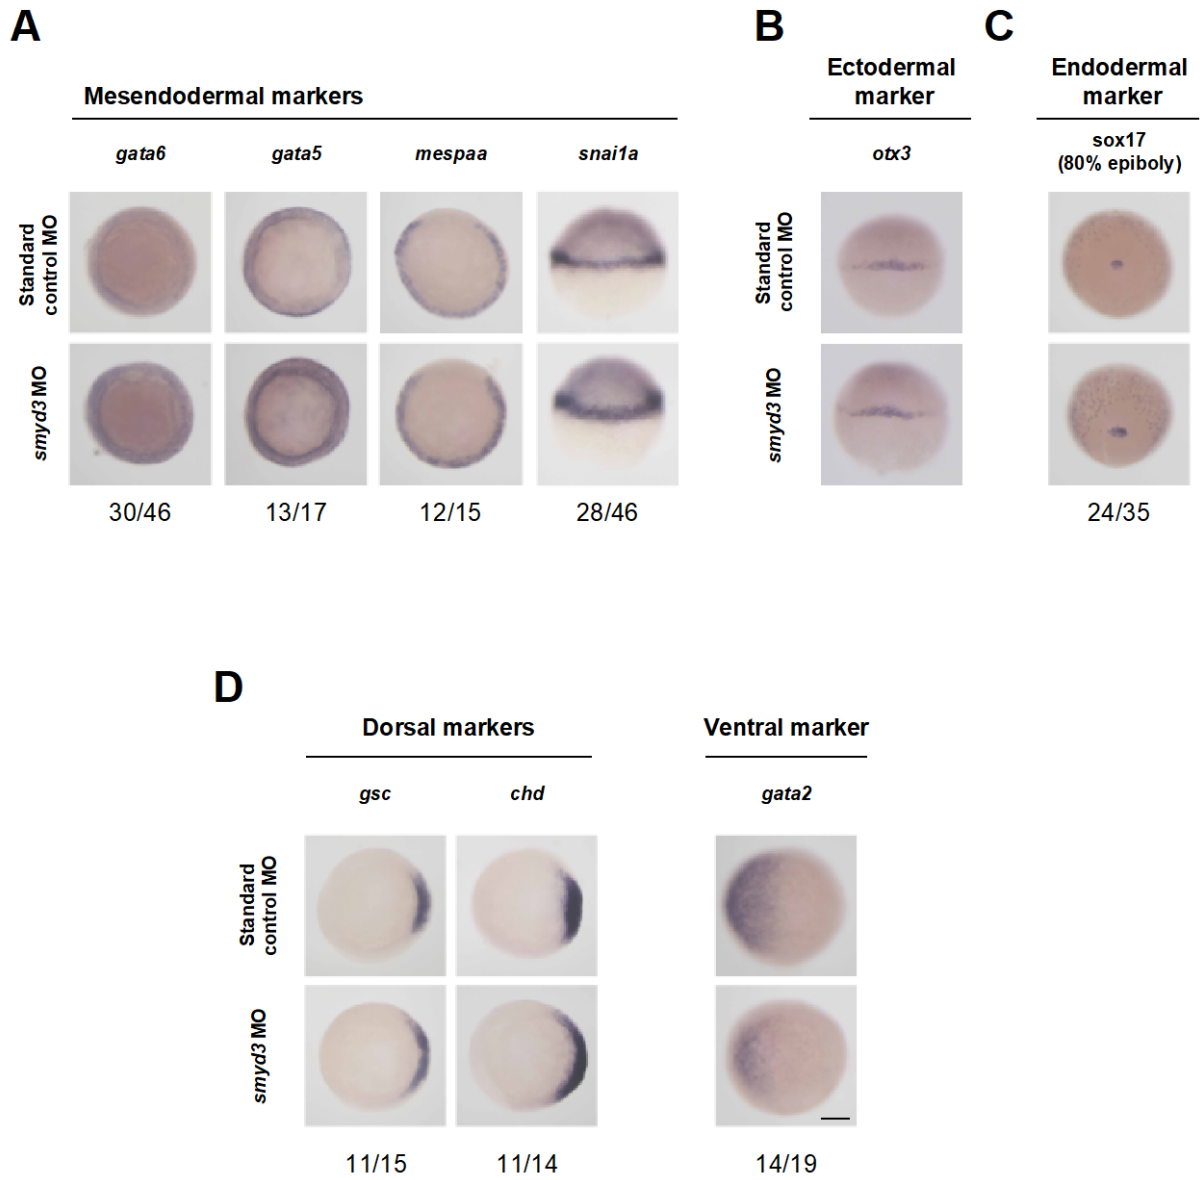 A
B
C
Mesendodermal markers
Ectodermal
marker
Endodermal
marker
gata6
gata5
mespaa
snai1a
otx3
sox17
(80% epiboly)
Standard
control MO
Standard
control MO
smyd3 MO
smyd3 MO
30/46
13/17
12/15
28/46
24/35
D
Dorsal markers
Ventral marker
gsc
chd
gata2
Standard
control MO
smyd3 MO
11/15
11/14
14/19